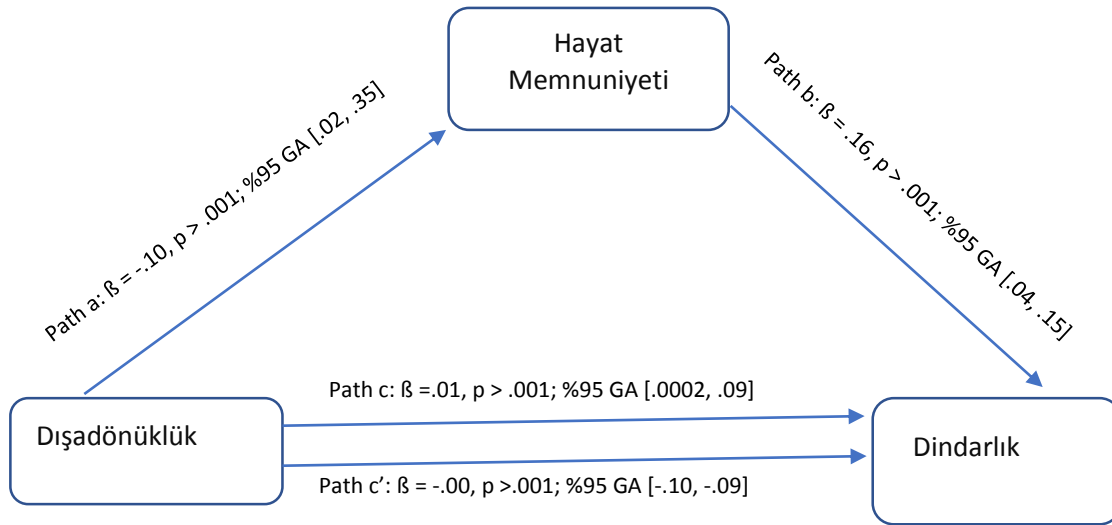 Hayat
Memnuniyeti
Path a: ß = -.10, p > .001; %95 GA [.02, .35]
Path b: ß = .16, p > .001; %95 GA [.04, .15]
Path c: ß =.01, p > .001; %95 GA [.0002, .09]
Dışadönüklük
Dindarlık
Path c’: ß = -.00, p >.001; %95 GA [-.10, -.09]